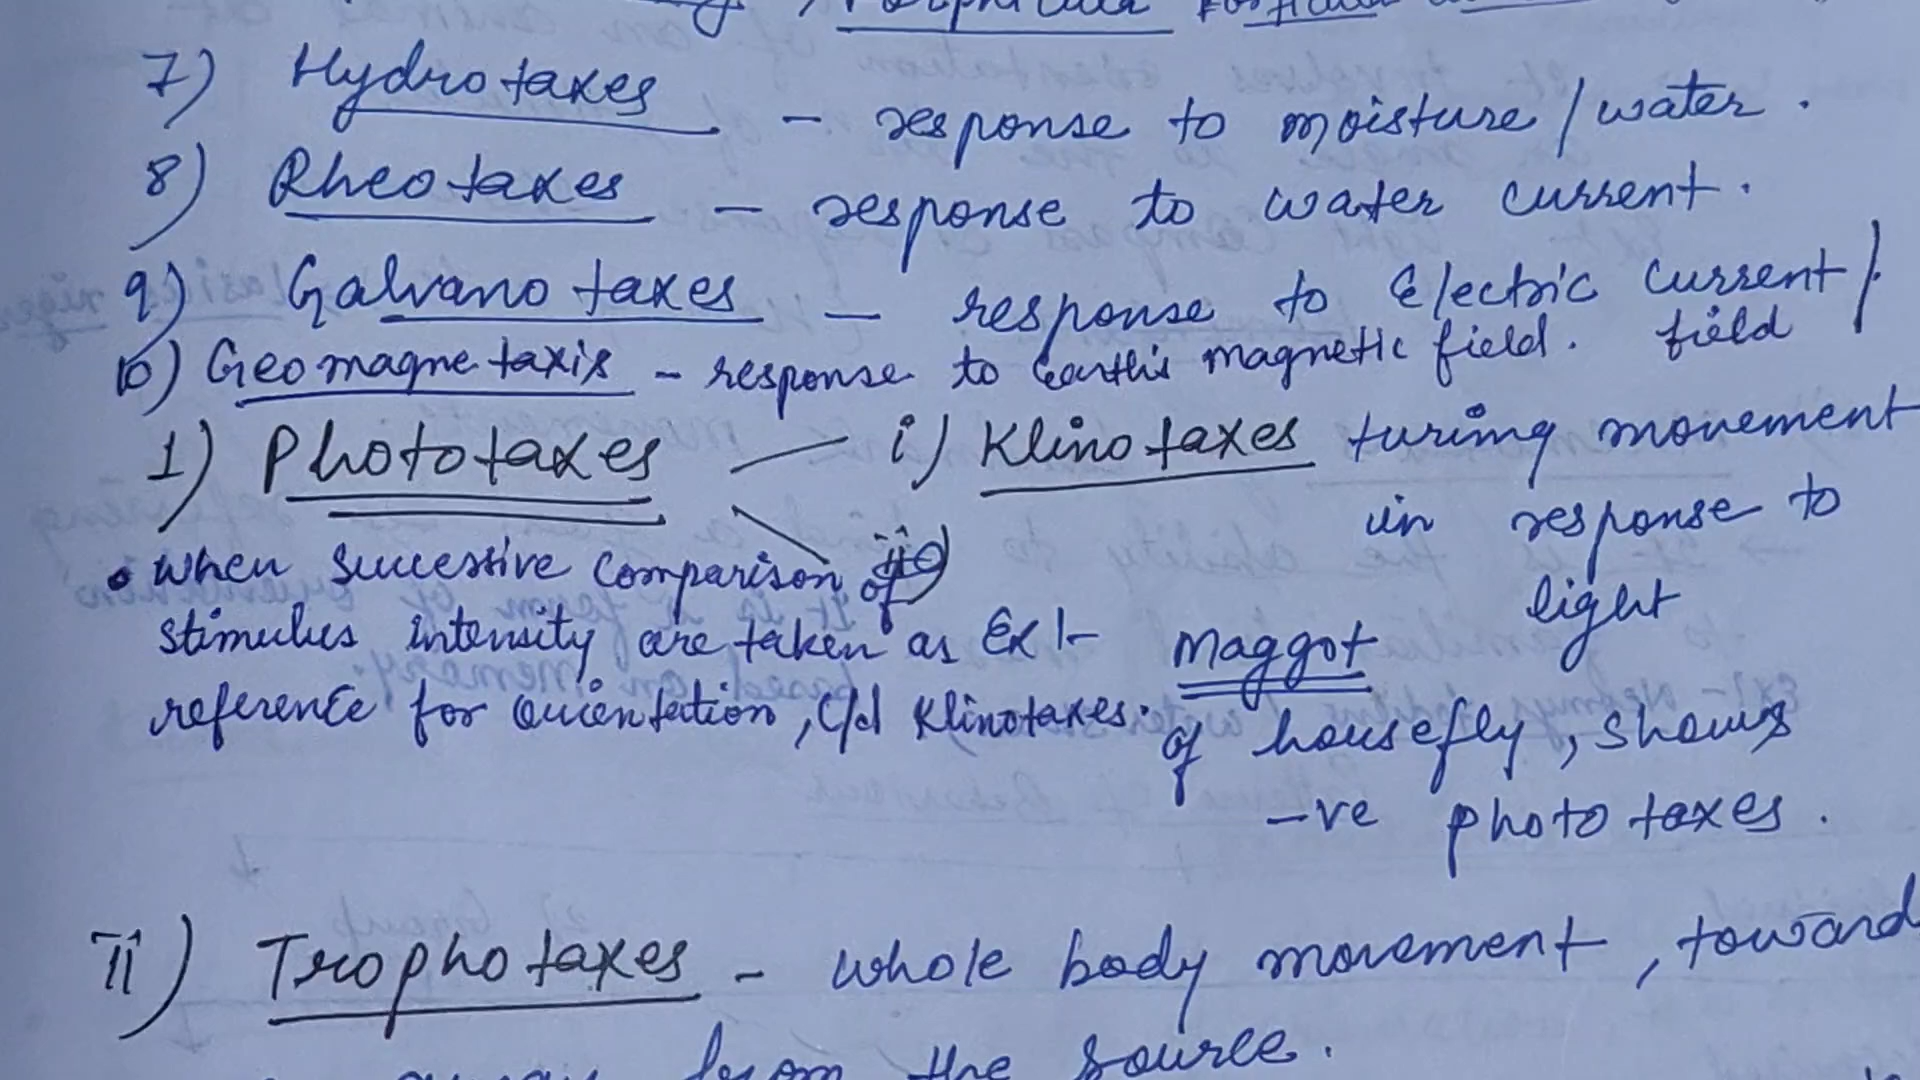 7) Hydrotaxes - response to moisture/water.
8) Rheotaxes - response to water current.
9) Galvanotaxes - response to Electric current/
field
10) Geomagnetaxis - response to Earth's magnetic field.
1) Phototaxes i) Klinotaxes turing movement
in response to
light
• when successive comparison of
stimulus intensity are taken as Ex!-
reference for orientation, c/d Klinotaxes.
Maggot
of housefly, shows
-ve phototaxes.
ii) Trophotaxes - whole body movement, toward
away from the source.